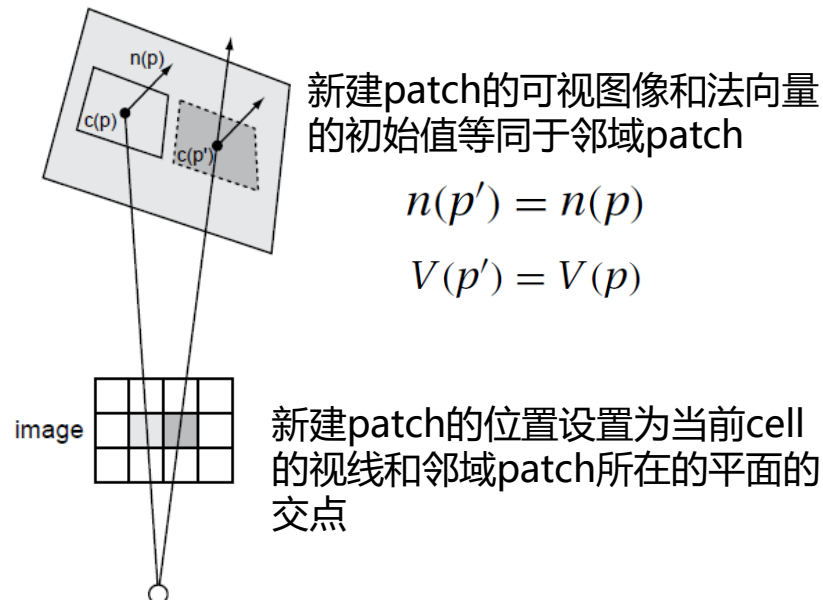 n(p)
c(p)
c(p')
新建patch的可视图像和法向量
的初始值等同于邻域patch
n(p′) = n(p)
V(p′) = V(p)
image
新建patch的位置设置为当前cell
的视线和邻域patch所在的平面的
交点